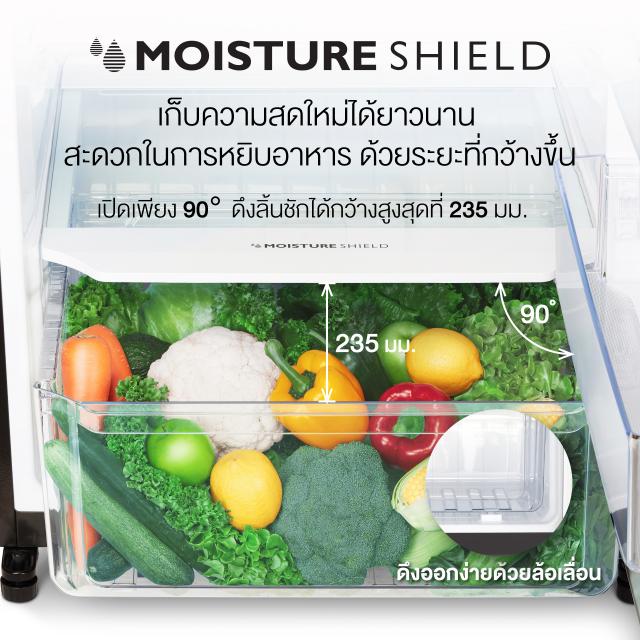 MOISTURE SHIELD
เก็บความสดใหม่ได้ยาวนาน
สะดวกในการหยิบอาหาร ด้วยระยะที่กว้างขึ้น
เปิดเพียง 90° ดึงลิ้นชักได้กว้างสูงสุดที่ 235 มม.
MOISTURE SHIELD
90°
235 มม.
ดึงออกง่ายด้วยล้อเลื่อน